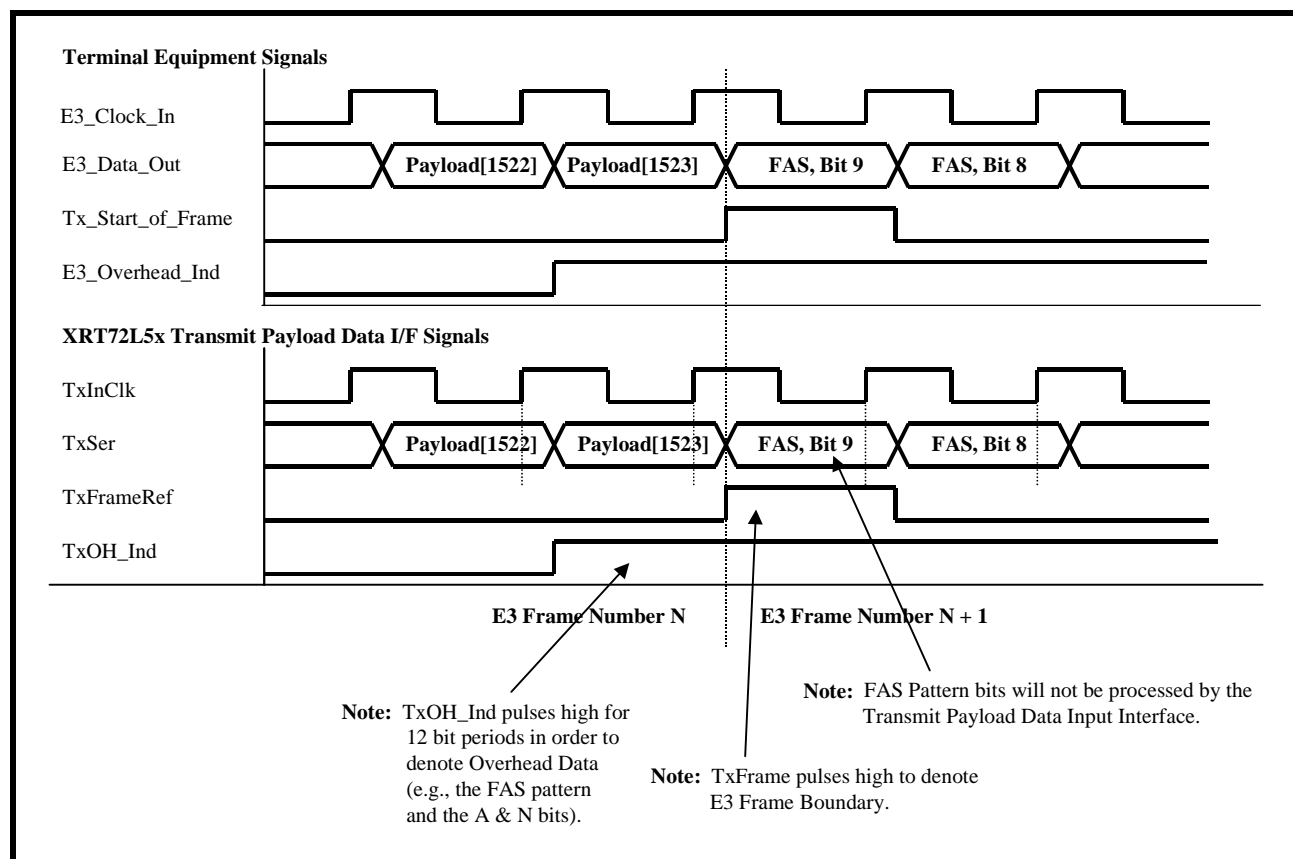 Terminal Equipment Signals
E3_Clock_In
E3_Data_Out
Payload[1522] Payload[1523] FAS, Bit 9 FAS, Bit 8
Tx_Start_of_Frame
E3_Overhead_Ind
XRT72L5x Transmit Payload Data I/F Signals
TxInClk
TxSer
Payload[1522] Payload[1523] FAS, Bit 9 FAS, Bit 8
TxFrameRef
TxOH_Ind
E3 Frame Number N
E3 Frame Number N + 1
Note: FAS Pattern bits will not be processed by the
Transmit Payload Data Input Interface.
Note: TxOH_Ind pulses high for
12 bit periods in order to
denote Overhead Data
(e.g., the FAS pattern
and the A & N bits).
Note: TxFrame pulses high to denote
E3 Frame Boundary.